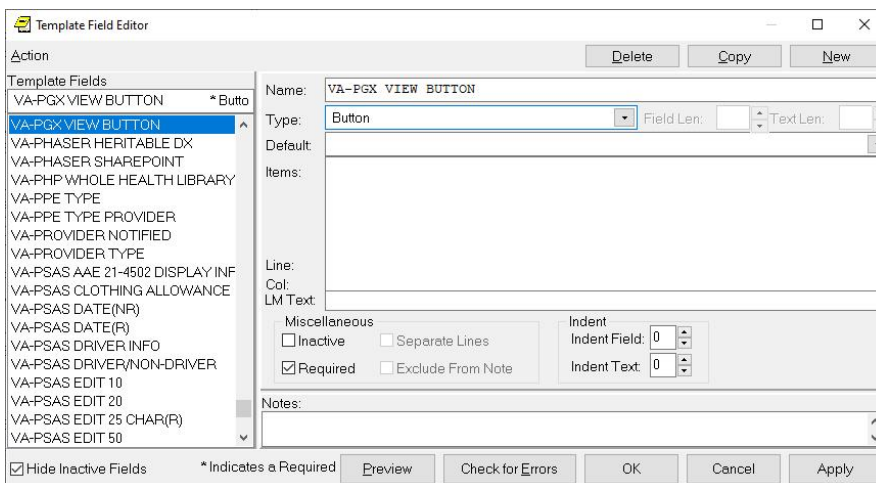 Template Field Editor
Action
Delete Copy New
Template Fields
VA-PGX VIEW BUTTON * Butto
VA-PGX VIEW BUTTON
VA-PHASER HERITABLE DX
VA-PHASER SHAREPOINT
VA-PHP WHOLE HEALTH LIBRARY
VA-PPE TYPE
VA-PPE TYPE PROVIDER
VA-PROVIDER NOTIFIED
VA-PROVIDER TYPE
VA-PSAS AAE 21-4502 DISPLAY INF
VA-PSAS CLOTHING ALLOWANCE
VA-PSAS DATE(NR)
VA-PSAS DATE(R)
VA-PSAS DRIVER INFO
VA-PSAS DRIVER/NON-DRIVER
VA-PSAS EDIT 10
VA-PSAS EDIT 20
VA-PSAS EDIT 25 CHAR(R)
VA-PSAS EDIT 50
Name: VA-PGX VIEW BUTTON
Type: Button Field Len: Text Len:
Default:
Items:
Line:
Col:
LM Text:
Miscellaneous
Inactive Separate Lines
Required Exclude From Note
Indent
Indent Field: 0
Indent Text: 0
Notes:
Hide Inactive Fields * Indicates a Required Preview Check for Errors OK Cancel Apply